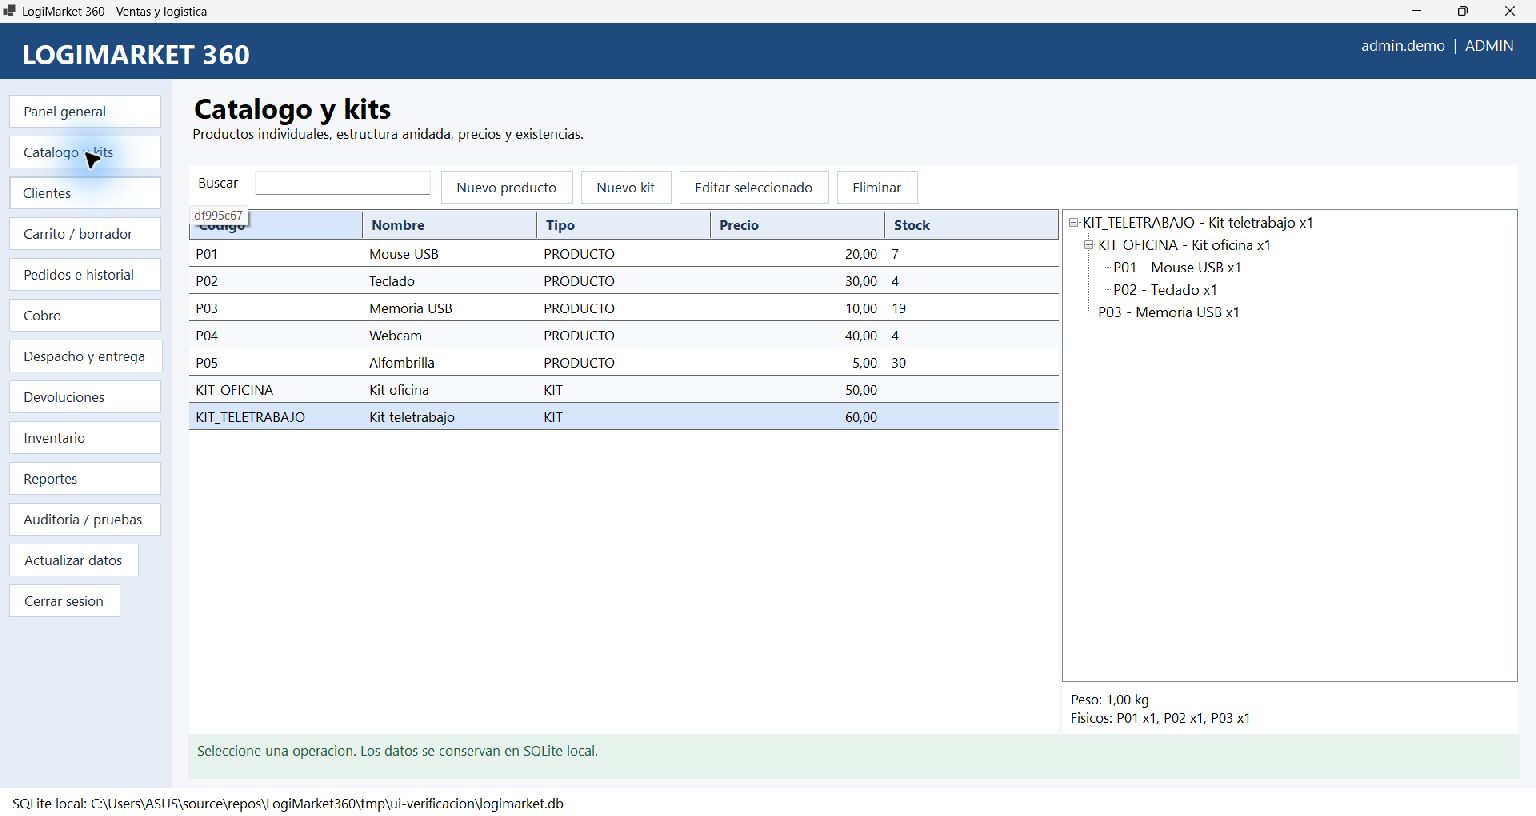 LogiMarket 360 Ventas y logistica
LOGIMARKET 360
admin.demo | ADMIN
Panel general
Catalogo y kits
Clientes
Carrito / borrador
Pedidos e historial
Cobro
Despacho y entrega
Devoluciones
Inventario
Reportes
Auditoria / pruebas
Actualizar datos
Cerrar sesion
Catalogo y kits
Productos individuales, estructura anidada, precios y existencias.
Buscar
Nuevo producto
Nuevo kit
Editar seleccionado
Eliminar
df995c67
Codigo Nombre Tipo Precio Stock
P01 Mouse USB PRODUCTO 20,00 7
P02 Teclado PRODUCTO 30,00 4
P03 Memoria USB PRODUCTO 10,00 19
P04 Webcam PRODUCTO 40,00 4
P05 Alfombrilla PRODUCTO 5,00 30
KIT_OFICINA Kit oficina KIT 50,00
KIT_TELETRABAJO Kit teletrabajo KIT 60,00
KIT_TELETRABAJO - Kit teletrabajo x1
KIT_OFICINA - Kit oficina x1
P01 - Mouse USB x1
P02 - Teclado x1
P03 - Memoria USB x1
Peso: 1,00 kg
Fisicos: P01 x1, P02 x1, P03 x1
Seleccione una operacion. Los datos se conservan en SQLite local.
SQLite local: C:\Users\ASUS\source\repos\LogiMarket360\tmp\ui-verificacion\logimarket.db